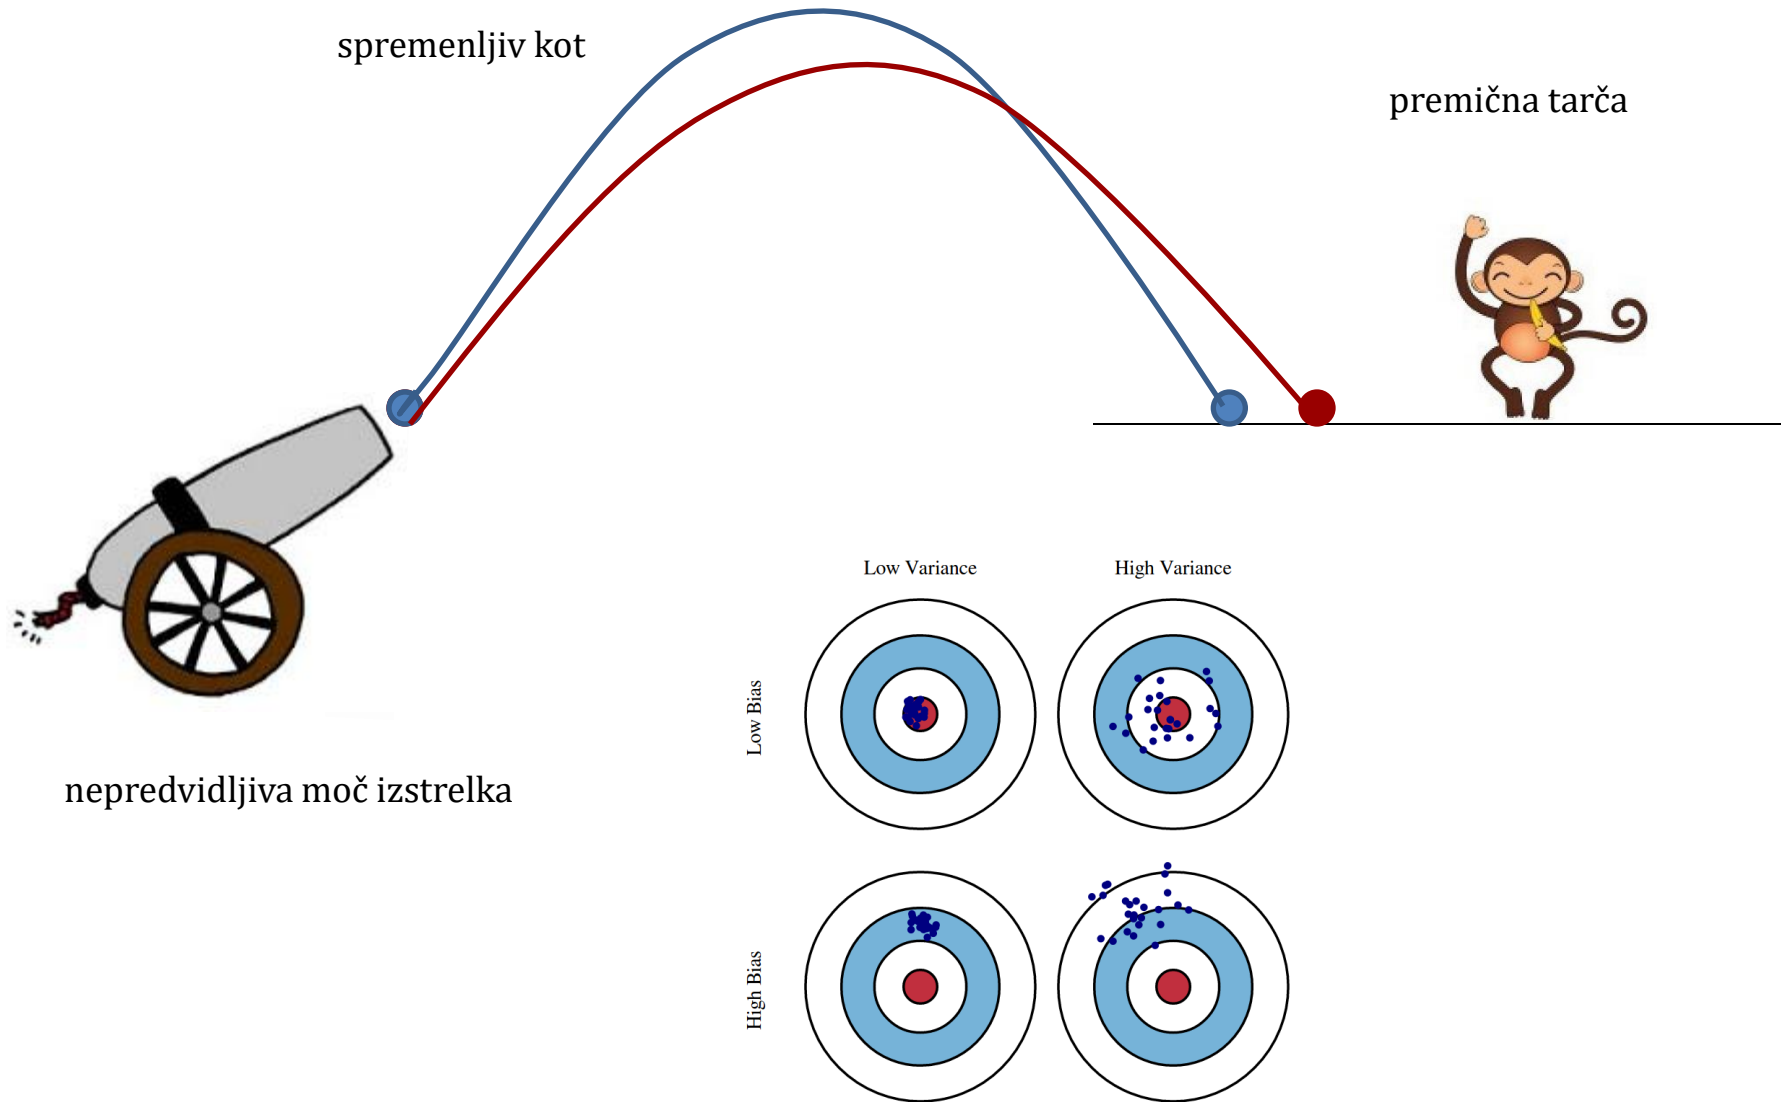 spremenljiv kot
premična tarča
nepredvidljiva moč izstrelka
Low Variance
High Variance
Low Bias
High Bias